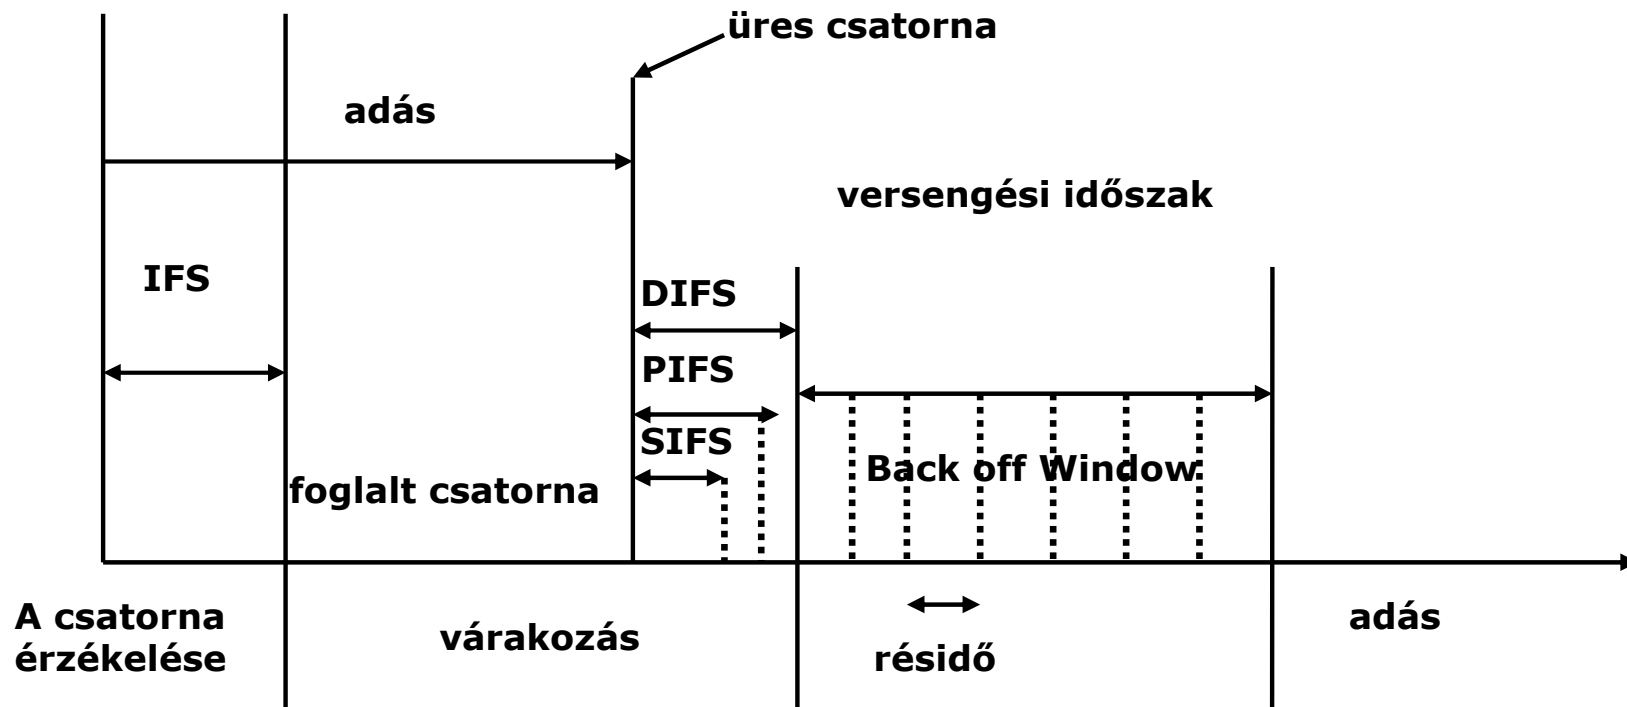 üres csatorna
adás
versengési időszak
IFS
DIFS
PIFS
SIFS
Back off Window
foglalt csatorna
A csatorna
érzékelése
várakozás
résidő
adás